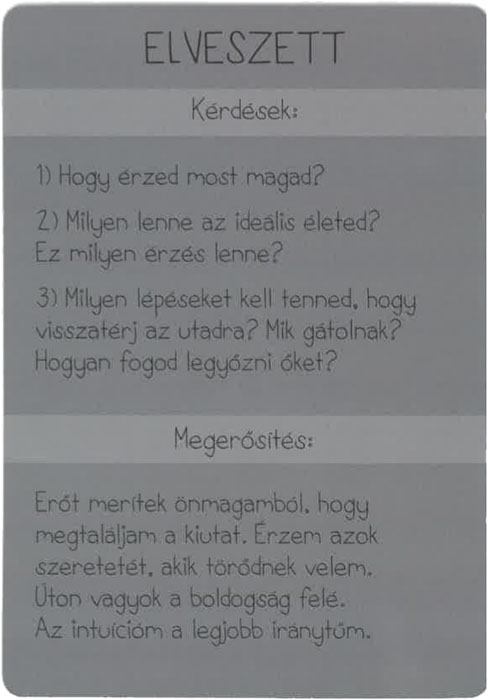 ELVESZETT
Kérdések:
1) Hogy érzed most magad?
2) Milyen lenne az ideális életed?
Ez milyen érzés lenne?
3) Milyen lépéseket kell tenned, hogy
visszatérj az utadra? Mik gátolnak?
Hogyan fogod legyőzni őket?
Megerősítés:
Erőt merítek önmagamból, hogy
megtaláljam a kiutat. Érzem azok
szeretetét, akik törődnek velem.
Úton vagyok a boldogság felé.
Az intuícióm a legjobb iránytűm.